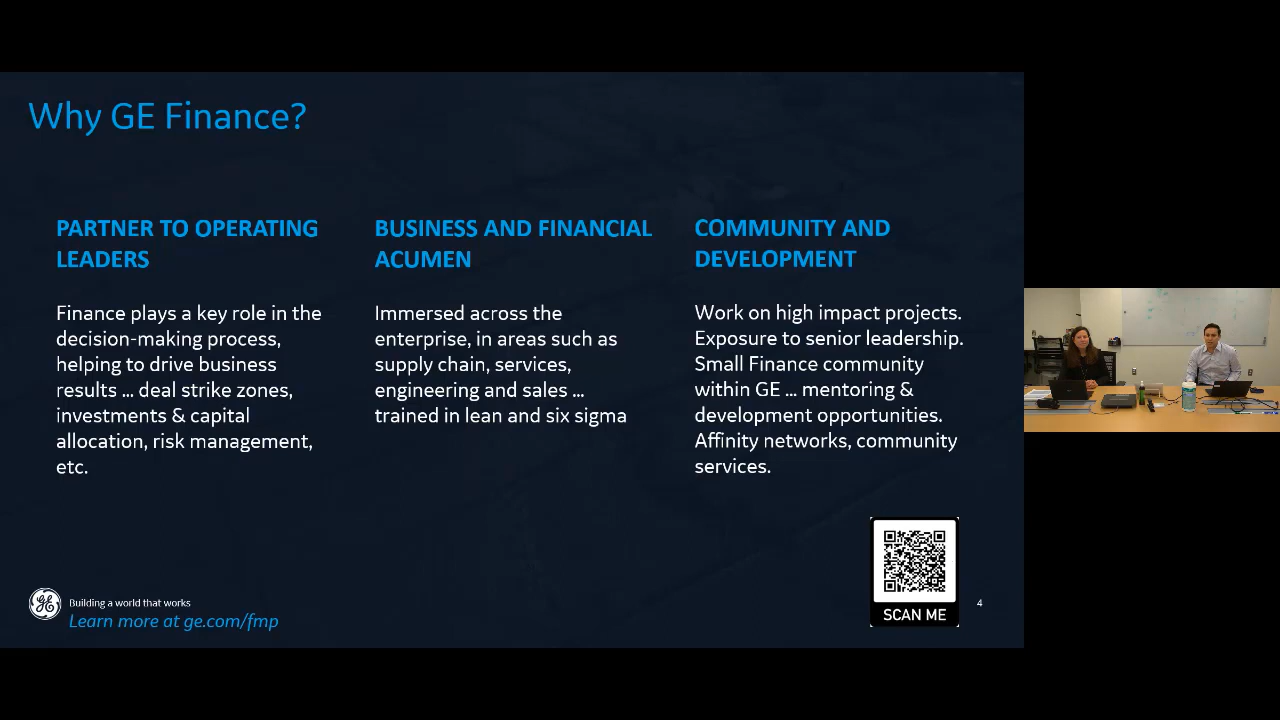 Why GE Finance?
PARTNER TO OPERATING
LEADERS
Finance plays a key role in the
decision-making process,
helping to drive business
results ... deal strike zones,
investments & capital
allocation, risk management,
etc.
BUSINESS AND FINANCIAL
ACUMEN
Immersed across the
enterprise, in areas such as
supply chain, services,
engineering and sales ...
trained in lean and six sigma
COMMUNITY AND
DEVELOPMENT
Work on high impact projects.
Exposure to senior leadership.
Small Finance community
within GE ... mentoring &
development opportunities.
Affinity networks, community
services.
SCAN ME
GE
Building a world that works
Learn more at ge.com/fmp
4